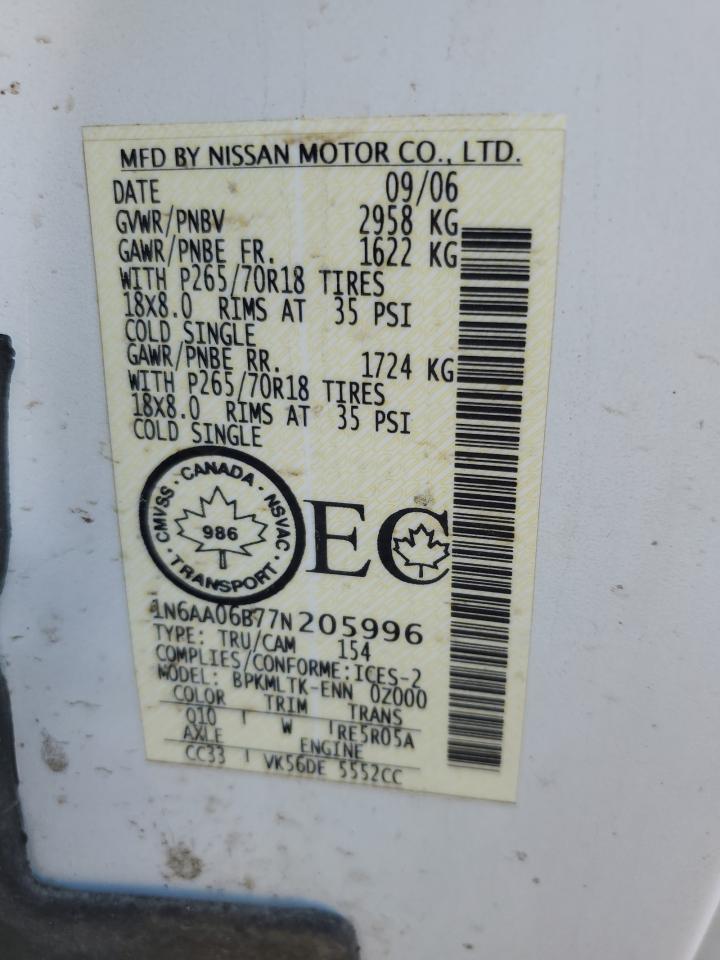 MFD BY NISSAN MOTOR CO., LTD.
DATE 09/06
GVWR/PNBV 2958 KG
GAWR/PNBE FR. 1622 KG
WITH P265/70R18 TIRES
18X8.0 RIMS AT 35 PSI
COLD SINGLE
GAWR/PNBE RR. 1724 KG
WITH P265/70R18 TIRES
18X8.0 RIMS AT 35 PSI
COLD SINGLE
CMVSS · CANADA · NSVAC · TRANSPORT ·
986
EC
1N6AA06B77N205996
TYPE: TRU/CAM 154
COMPLIES/CONFORME:ICES-2
MODEL: BPKMLTK-ENN 0Z000
COLOR TRIM TRANS
Q10 W RE5R05A
AXLE ENGINE
CC33 VK56DE 5552CC